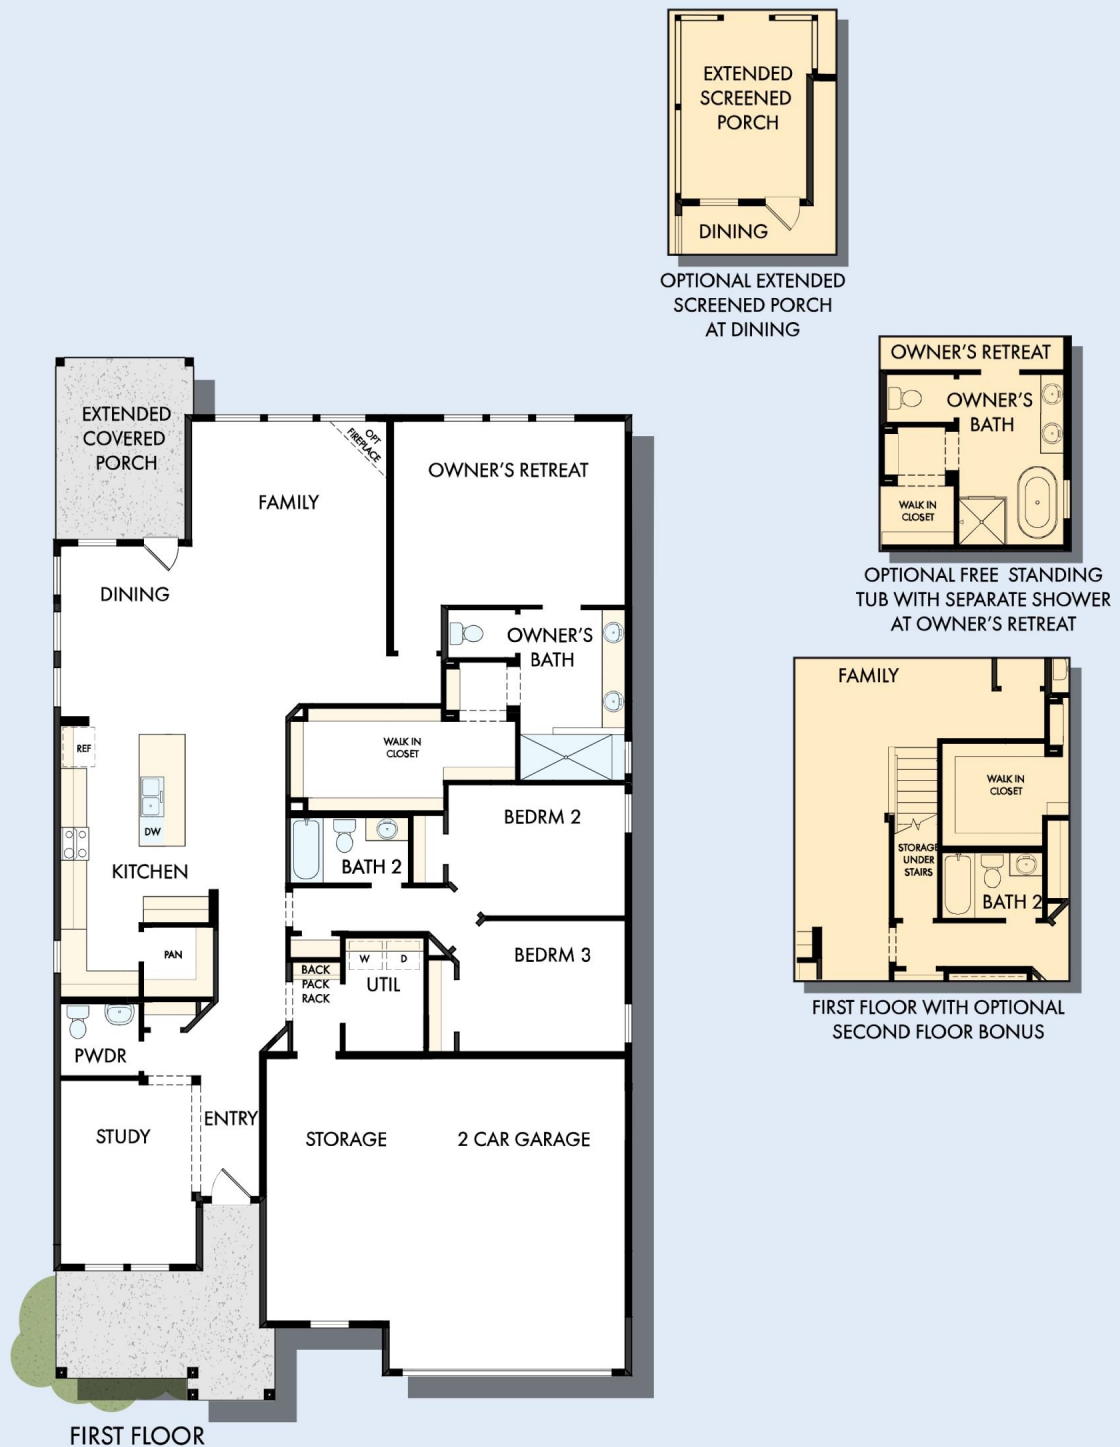 EXTENDED
SCREENED
PORCH
DINING
OPTIONAL EXTENDED
SCREENED PORCH
AT DINING
OWNER'S RETREAT
OWNER'S
BATH
WALK IN
CLOSET
OPTIONAL FREE STANDING
TUB WITH SEPARATE SHOWER
AT OWNER'S RETREAT
FAMILY
WALK IN
CLOSET
STORAGE
UNDER
STAIRS
BATH 2
FIRST FLOOR WITH OPTIONAL
SECOND FLOOR BONUS
EXTENDED
COVERED
PORCH
OPT
FIREPLACE
FAMILY
OWNER'S RETREAT
DINING
OWNER'S
BATH
REF
WALK IN
CLOSET
DW
KITCHEN
BEDRM 2
BATH 2
PAN
BEDRM 3
W
D
UTIL
BACK
PACK
RACK
PWDR
STUDY
ENTRY
STORAGE
2 CAR GARAGE
FIRST FLOOR